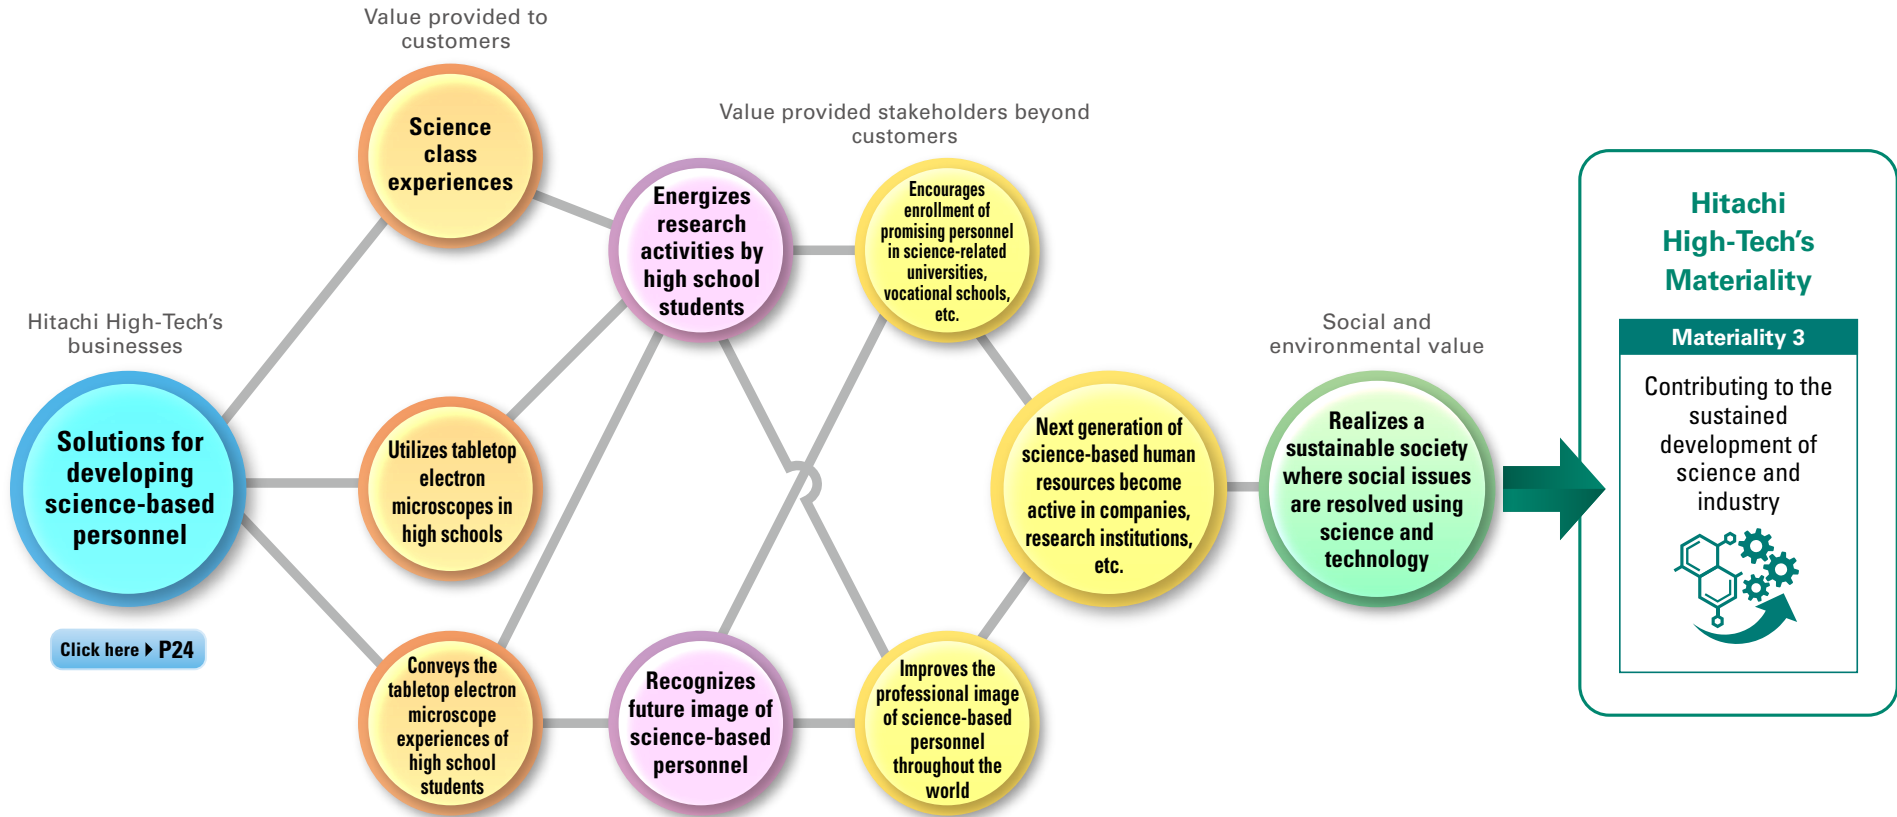 Value provided to
customers
Science
class
experiences
Value provided stakeholders beyond
customers
Energizes
research
activities by
high school
students
Encourages
enrollment of
promising personnel
in science-related
universities,
vocational schools,
etc.
Hitachi High-Tech's
businesses
Solutions for
developing
science-based
personnel
Click here P24
Utilizes tabletop
electron
microscopes in
high schools
Conveys the
tabletop electron
microscope
experiences of
high school
students
Recognizes
future image of
science-based
personnel
Improves the
professional image
of science-based
personnel
throughout the
world
Next generation of
science-based human
resources become
active in companies,
research institutions,
etc.
Social and
environmental value
Realizes a
sustainable society
where social issues
are resolved using
science and
technology
Hitachi
High-Tech's
Materiality
Materiality 3
Contributing to the
sustained
development of
science and
industry